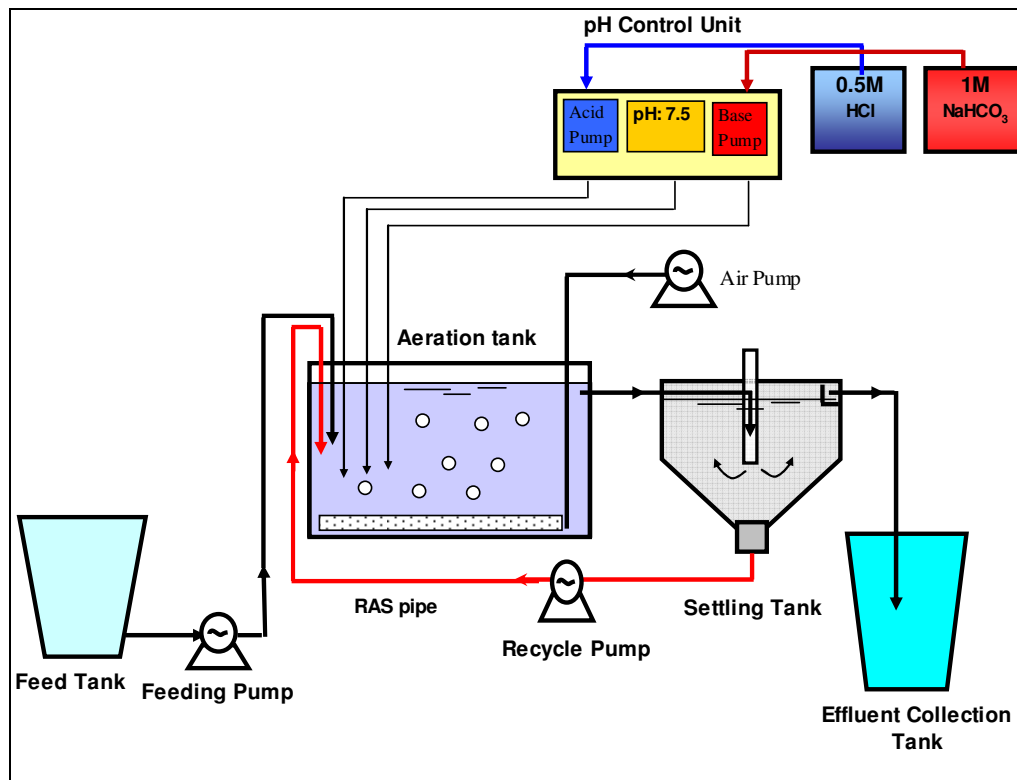 pH Control Unit
0.5M
HCl
1M
NaHCO₃
Acid
Pump
pH: 7.5
Base
Pump
Air Pump
Aeration tank
RAS pipe
Recycle Pump
Settling Tank
Feed Tank
Feeding Pump
Effluent Collection
Tank